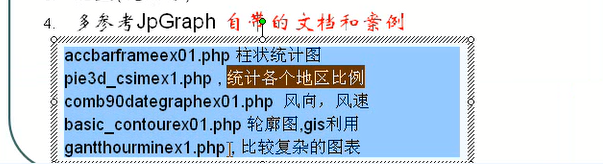 4. 多参考JpGraph 自带的文档和案例
accbarframeex01.php 柱状统计图
pie3d_csimex1.php，统计各个地区比例
comb90dategraphex01.php 风向，风速
basic_contourex01.php 轮廓图,gis利用
gantthourminex1.php, 比较复杂的图表